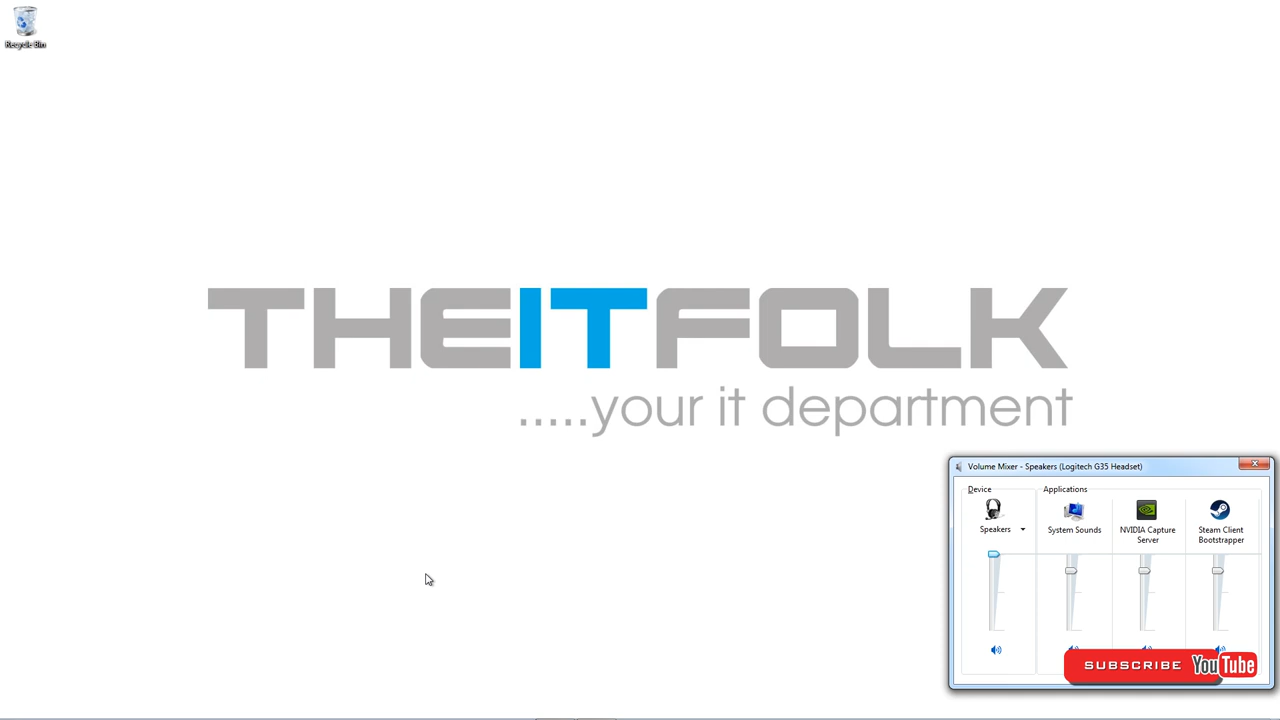 Recycle Bin
THEITFOLK
.....your it department
Volume Mixer - Speakers (Logitech G35 Headset)
Device
Applications
Speakers
System Sounds
NVIDIA Capture
Server
Steam Client
Bootstrapper
SUBSCRIBE YouTube